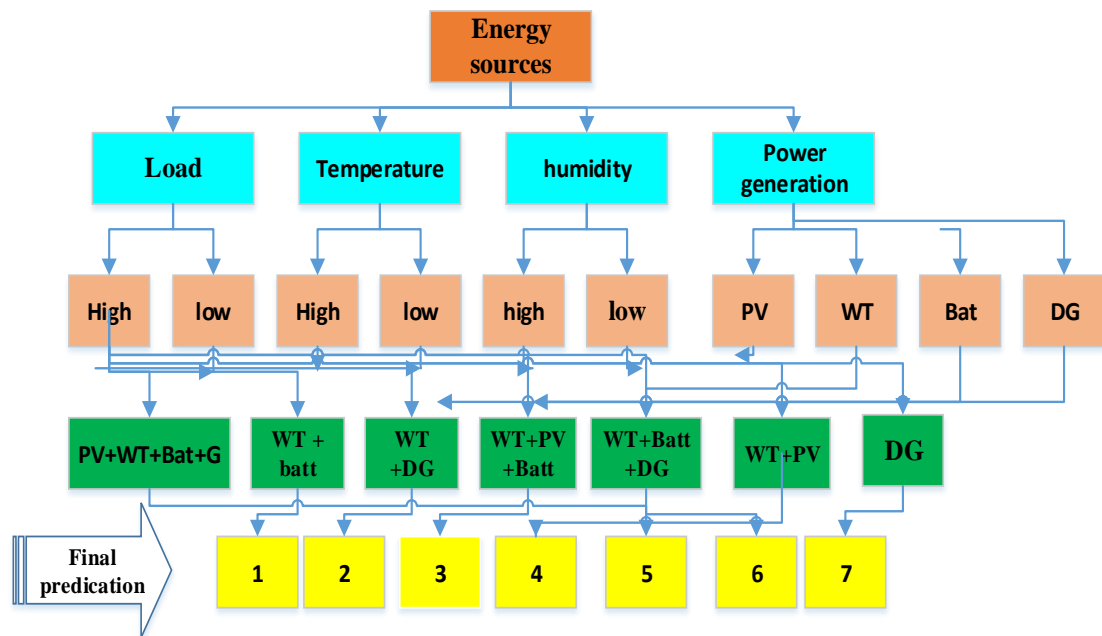 Energy
sources
Load
Temperature
humidity
Power
generation
High
low
High
low
high
low
PV
WT
Bat
DG
PV+WT+Bat+G
WT +
batt
WT
+DG
WT+PV
+Batt
WT+Batt
+DG
WT+PV
DG
Final
predication
1
2
3
4
5
6
7